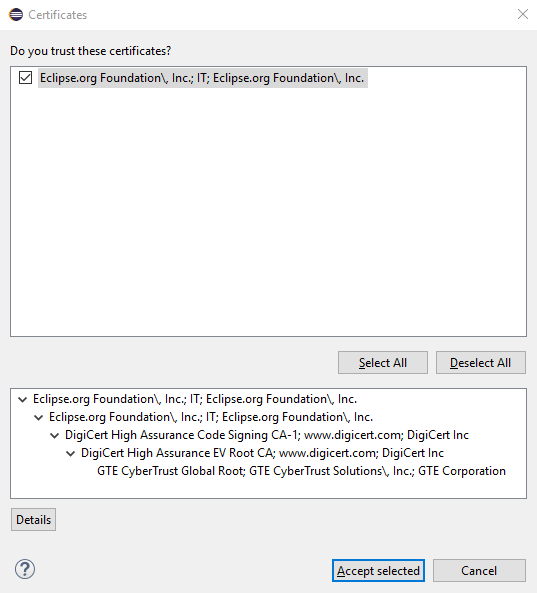 Certificates
Do you trust these certificates?
Eclipse.org Foundation\, Inc.; IT; Eclipse.org Foundation\, Inc.
Select All
Deselect All
Eclipse.org Foundation\, Inc.; IT; Eclipse.org Foundation\, Inc.
Eclipse.org Foundation\, Inc.; IT; Eclipse.org Foundation\, Inc.
DigiCert High Assurance Code Signing CA-1; www.digicert.com; DigiCert Inc
DigiCert High Assurance EV Root CA; www.digicert.com; DigiCert Inc
GTE CyberTrust Global Root; GTE CyberTrust Solutions\, Inc.; GTE Corporation
Details
?
Accept selected
Cancel